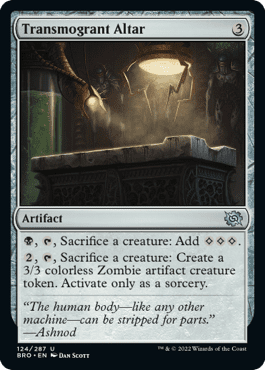 Transmogrant Altar 3
Artifact
, , Sacrifice a creature: Add .
2, , Sacrifice a creature: Create a
3/3 colorless Zombie artifact creature
token. Activate only as a sorcery.
“The human body—like any other
machine—can be stripped for parts.”
—Ashnod
124/287 U
BRO • EN DAN SCOTT
™ & © 2022 Wizards of the Coast